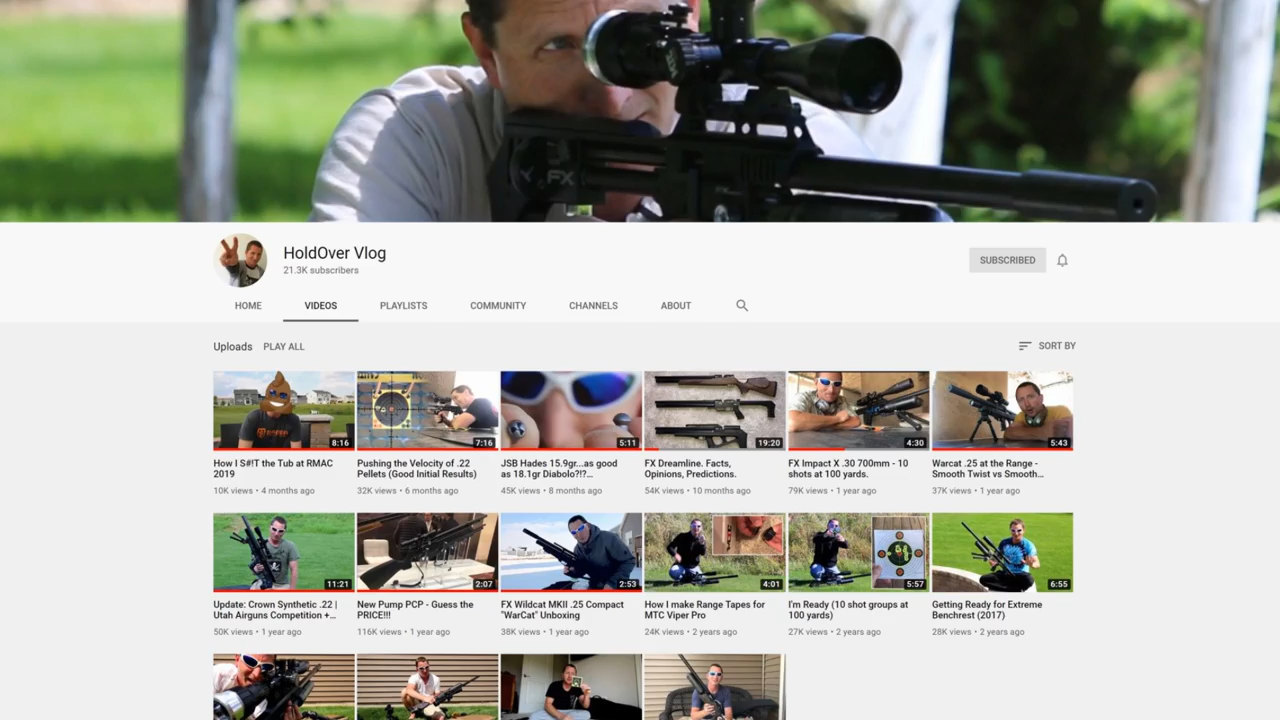 FX
HoldOver Vlog
21.3K subscribers
SUBSCRIBED
HOME
VIDEOS
PLAYLISTS
COMMUNITY
CHANNELS
ABOUT
Uploads
PLAY ALL
SORT BY
8:16
7:16
5:11
19:20
4:30
5:43
How I S#!T the Tub at RMAC
2019
10K views • 4 months ago
Pushing the Velocity of .22
Pellets (Good Initial Results)
32K views • 6 months ago
JSB Hades 15.9gr...as good
as 18.1gr Diabolo?!?...
45K views • 8 months ago
FX Dreamline. Facts,
Opinions, Predictions.
54K views • 10 months ago
FX Impact X .30 700mm - 10
shots at 100 yards.
79K views • 1 year ago
Warcat .25 at the Range -
Smooth Twist vs Smooth...
37K views • 1 year ago
11:21
2:07
2:53
4:01
5:57
6:55
Update: Crown Synthetic .22 |
Utah Airguns Competition +...
50K views • 1 year ago
New Pump PCP - Guess the
PRICE!!!
116K views • 1 year ago
FX Wildcat MKII .25 Compact
"WarCat" Unboxing
38K views • 1 year ago
How I make Range Tapes for
MTC Viper Pro
24K views • 2 years ago
I'm Ready (10 shot groups at
100 yards)
27K views • 2 years ago
Getting Ready for Extreme
Benchrest (2017)
28K views • 2 years ago